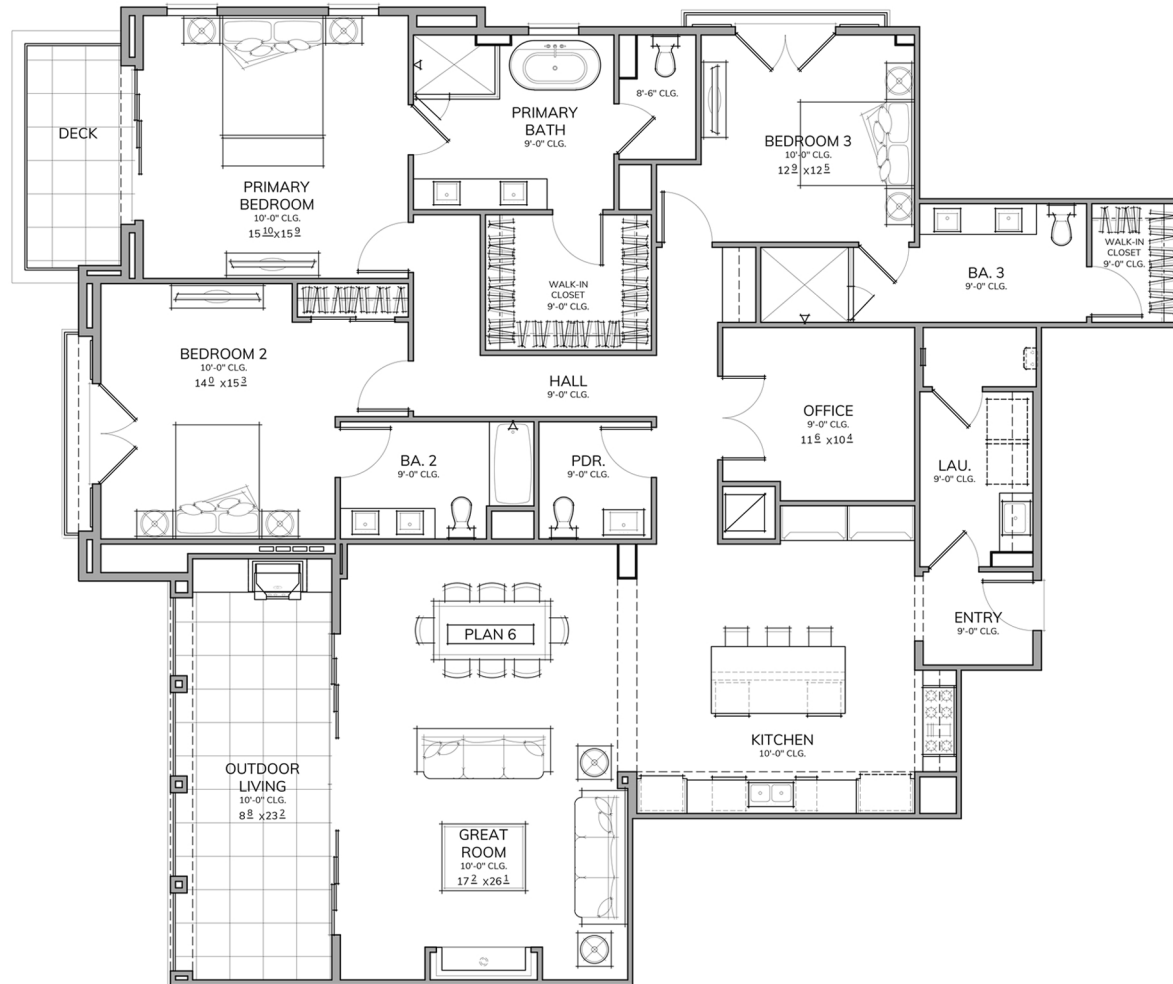 DECK
PRIMARY
BEDROOM
10'-0" CLG.
15 10 x15 9
PRIMARY
BATH
9'-0" CLG.
8'-6" CLG.
BEDROOM 3
10'-0" CLG.
12 9 x12 5
WALK-IN
CLOSET
9'-0" CLG.
BA. 3
9'-0" CLG.
WALK-IN
CLOSET
9'-0" CLG.
BEDROOM 2
10'-0" CLG.
14 0 x15 3
HALL
9'-0" CLG.
OFFICE
9'-0" CLG.
11 6 x10 4
BA. 2
9'-0" CLG.
PDR.
9'-0" CLG.
LAU.
9'-0" CLG.
ENTRY
9'-0" CLG.
PLAN 6
KITCHEN
10'-0" CLG.
OUTDOOR
LIVING
10'-0" CLG.
8 8 x23 2
GREAT
ROOM
10'-0" CLG.
17 2 x26 1